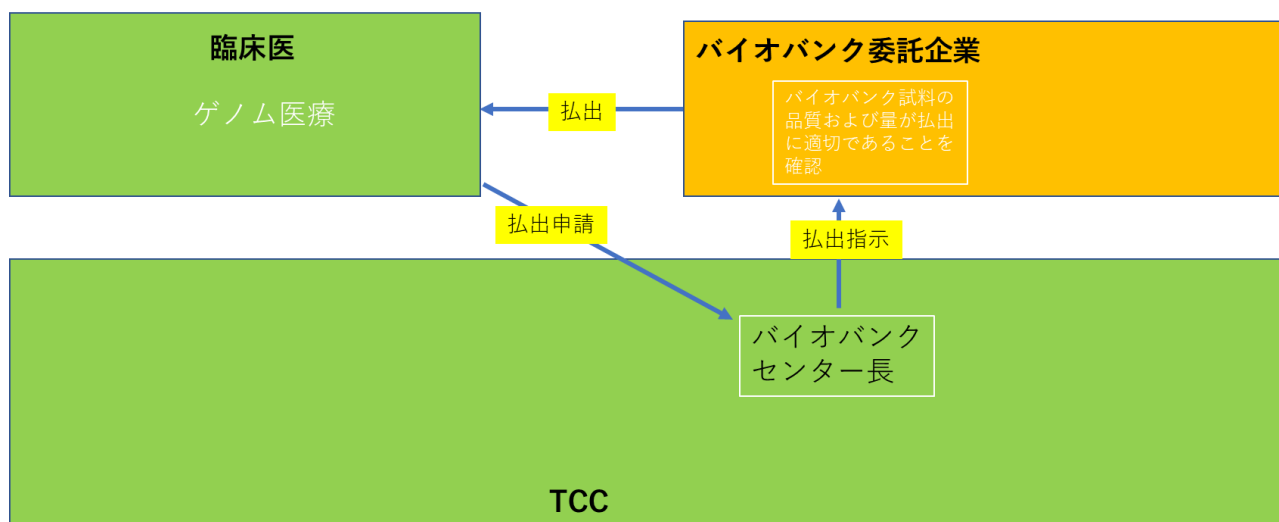 臨床医
ゲノム医療
バイオバンク委託企業
バイオバンク試料の
品質および量が払出
に適切であることを
確認
払出
払出申請
払出指示
バイオバンク
センター長
TCC